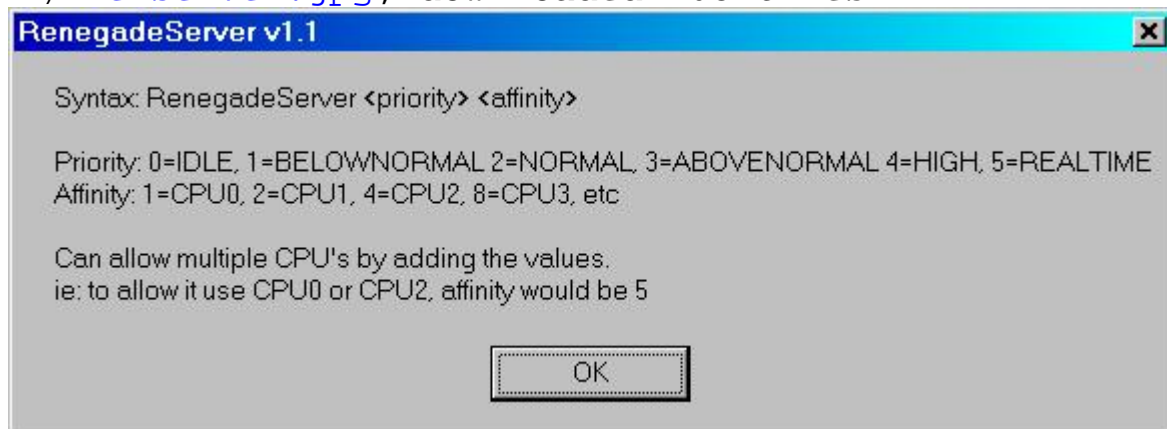 RenegadeServer v1.1
Syntax: RenegadeServer <priority> <affinity>
Priority: 0=IDLE, 1=BELOWNORMAL 2=NORMAL, 3=ABOVENORMAL 4=HIGH, 5=REALTIME
Affinity: 1=CPU0, 2=CPU1, 4=CPU2, 8=CPU3, etc
Can allow multiple CPU's by adding the values.
ie: to allow it use CPU0 or CPU2, affinity would be 5
OK